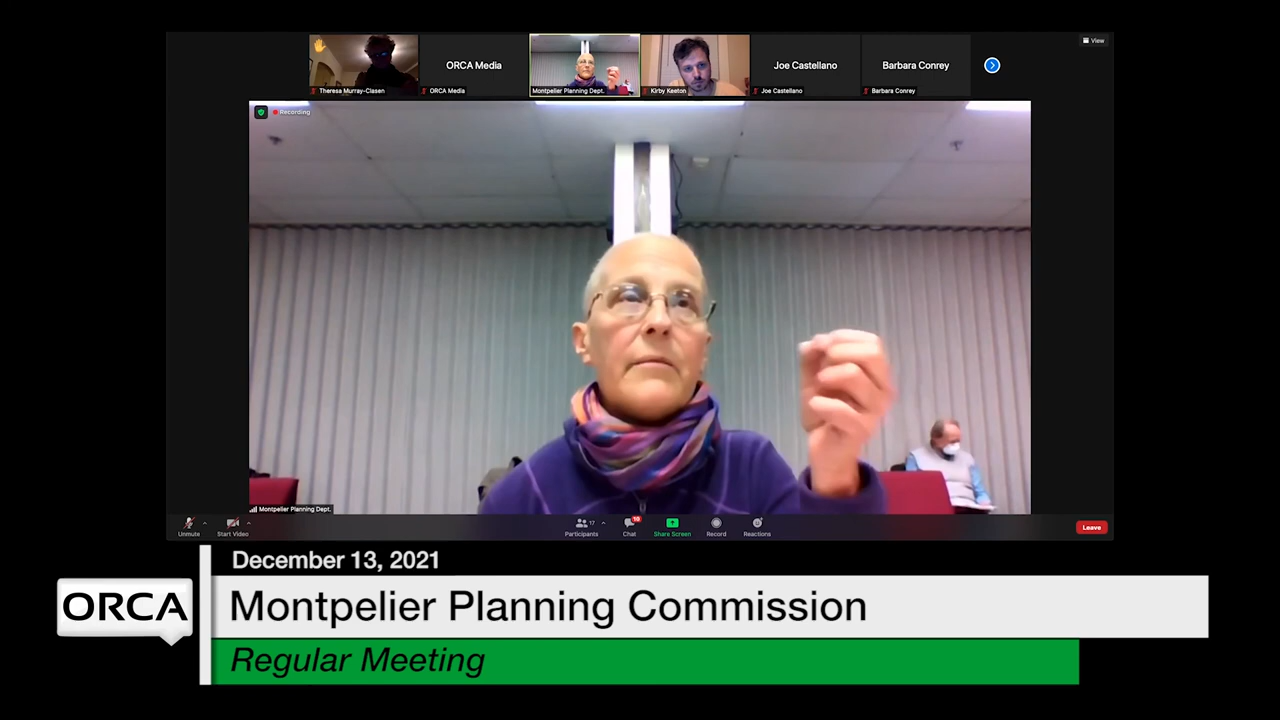 View
ORCA Media
Joe Castellano
Barbara Conrey
Theresa Murray-Clasen
ORCA Media
Montpelier Planning Dept.
Kirby Keeton
Joe Castellano
Barbara Conrey
Recording
Montpelier Planning Dept.
Unmute
Start Video
17
Participants
10
Chat
Share Screen
Record
Reactions
Leave
December 13, 2021
ORCA
Montpelier Planning Commission
Regular Meeting